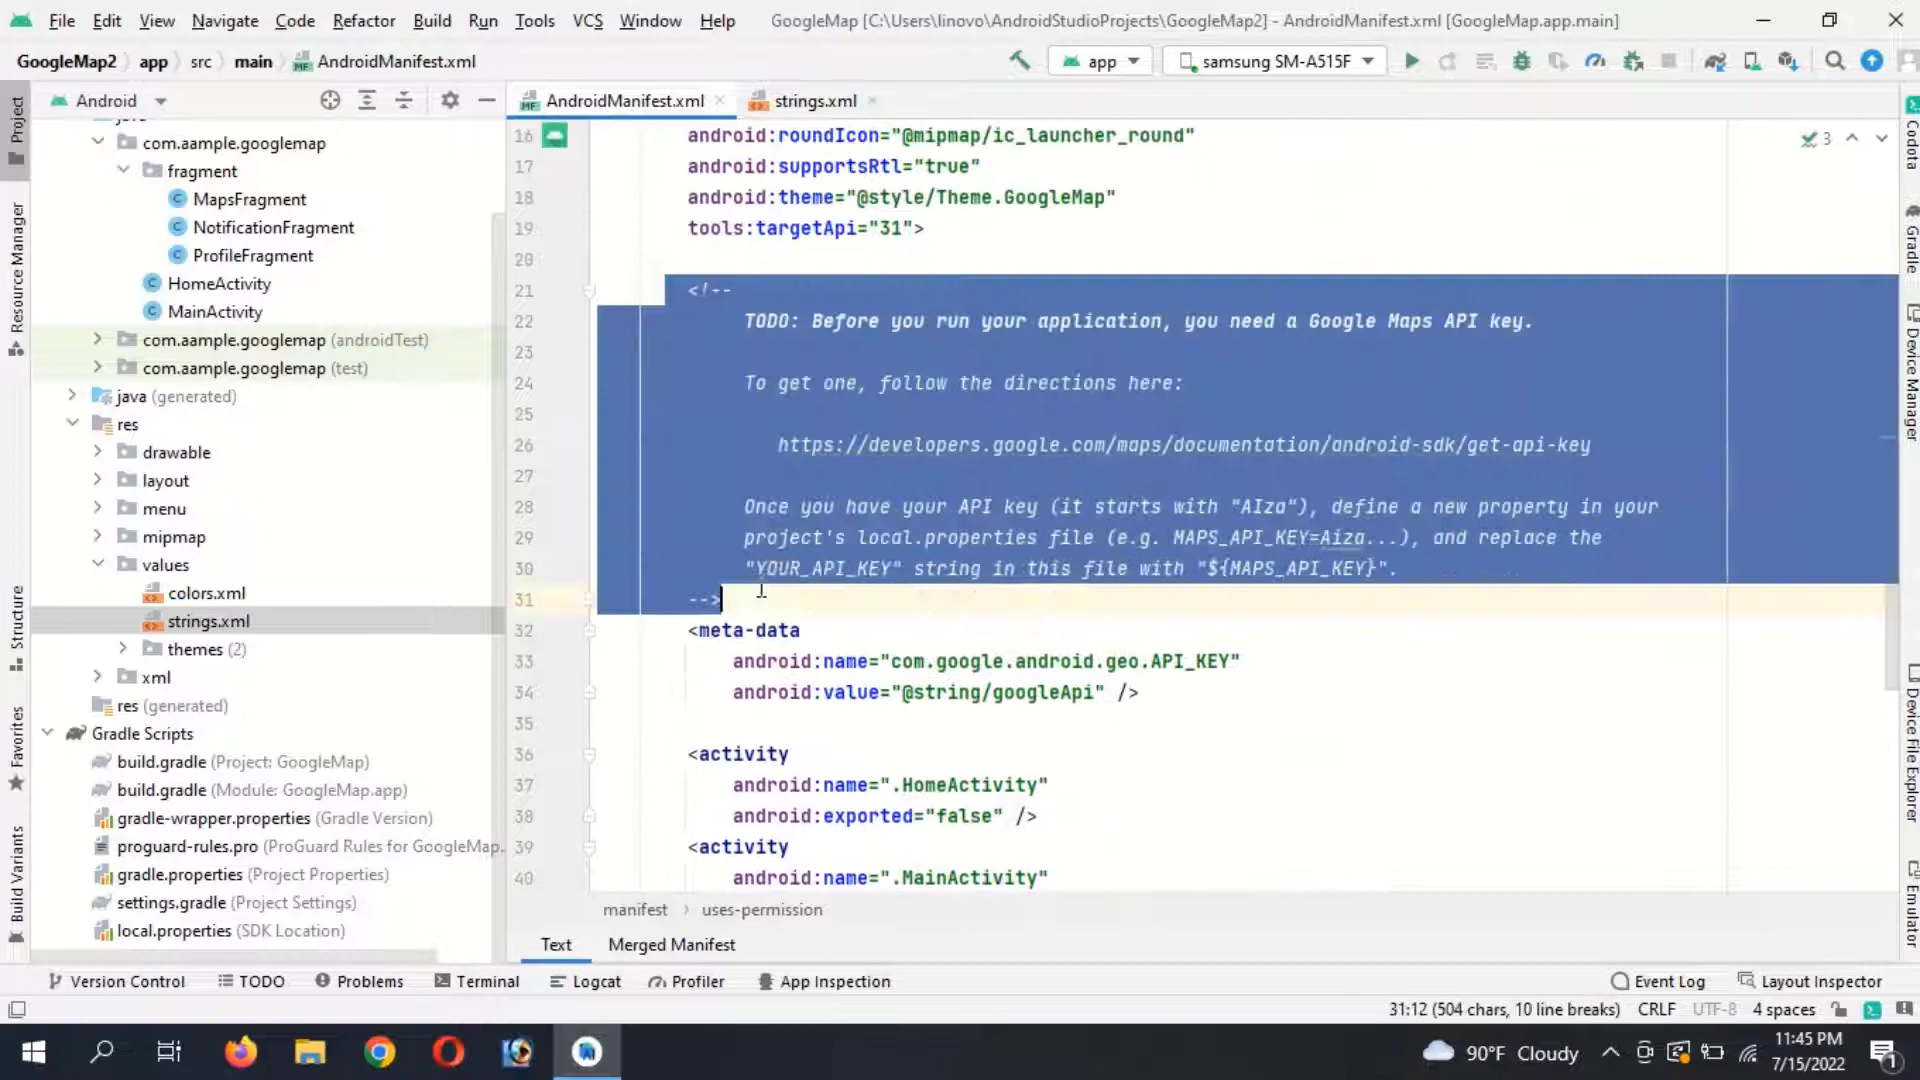 File Edit View Navigate Code Refactor Build Run Tools VCS Window Help GoogleMap [C:\Users\linovo\AndroidStudioProjects\GoogleMap2] - AndroidManifest.xml [GoogleMap.app.main]
GoogleMap2 app src main AndroidManifest.xml app samsung SM-A515F
Android
AndroidManifest.xml strings.xml
Project
Resource Manager
Structure
Favorites
Build Variants
com.aample.googlemap
fragment
MapsFragment
NotificationFragment
ProfileFragment
HomeActivity
MainActivity
com.aample.googlemap (androidTest)
com.aample.googlemap (test)
java (generated)
res
drawable
layout
menu
mipmap
values
colors.xml
strings.xml
themes (2)
xml
res (generated)
Gradle Scripts
build.gradle (Project: GoogleMap)
build.gradle (Module: GoogleMap.app)
gradle-wrapper.properties (Gradle Version)
proguard-rules.pro (ProGuard Rules for GoogleMap.
gradle.properties (Project Properties)
settings.gradle (Project Settings)
local.properties (SDK Location)
16 android:roundIcon="@mipmap/ic_launcher_round"
17 android:supportsRtl="true"
18 android:theme="@style/Theme.GoogleMap"
19 tools:targetApi="31">
20
21 <!--
22 TODO: Before you run your application, you need a Google Maps API key.
23
24 To get one, follow the directions here:
25
26 https://developers.google.com/maps/documentation/android-sdk/get-api-key
27
28 Once you have your API key (it starts with "AIza"), define a new property in your
29 project's local.properties file (e.g. MAPS_API_KEY=Aiza...), and replace the
30 "YOUR_API_KEY" string in this file with "${MAPS_API_KEY}".
31 -->
32 <meta-data
33 android:name="com.google.android.geo.API_KEY"
34 android:value="@string/googleApi" />
35
36 <activity
37 android:name=".HomeActivity"
38 android:exported="false" />
39 <activity
40 android:name=".MainActivity"
3
manifest uses-permission
Text Merged Manifest
Codota
Gradle
Device Manager
Device File Explorer
Emulator
Version Control TODO Problems Terminal Logcat Profiler App Inspection Event Log Layout Inspector
31:12 (504 chars, 10 line breaks) CRLF UTF-8 4 spaces
90°F Cloudy
11:45 PM
7/15/2022
1